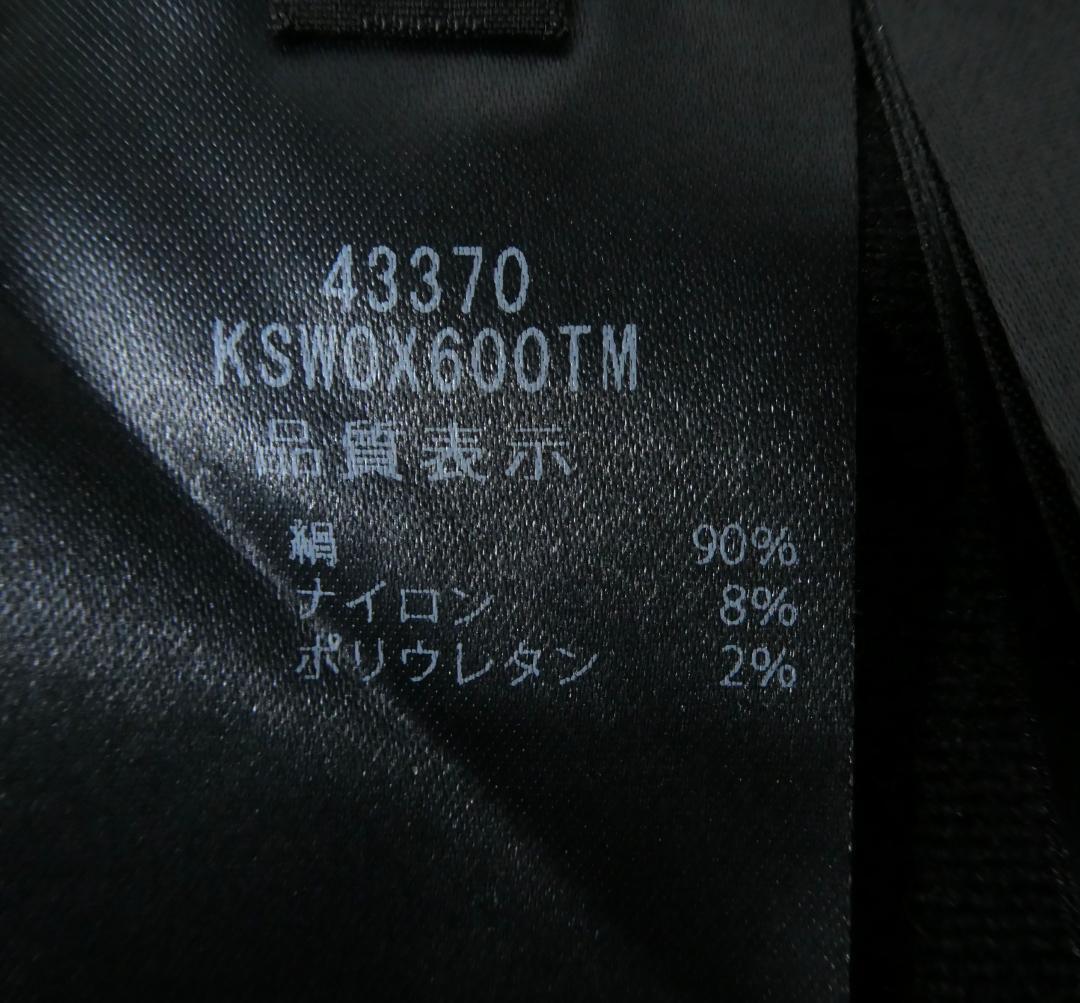 43370
KSWOX600TM
品質表示
絹 90%
ナイロン 8%
ポリウレタン 2%